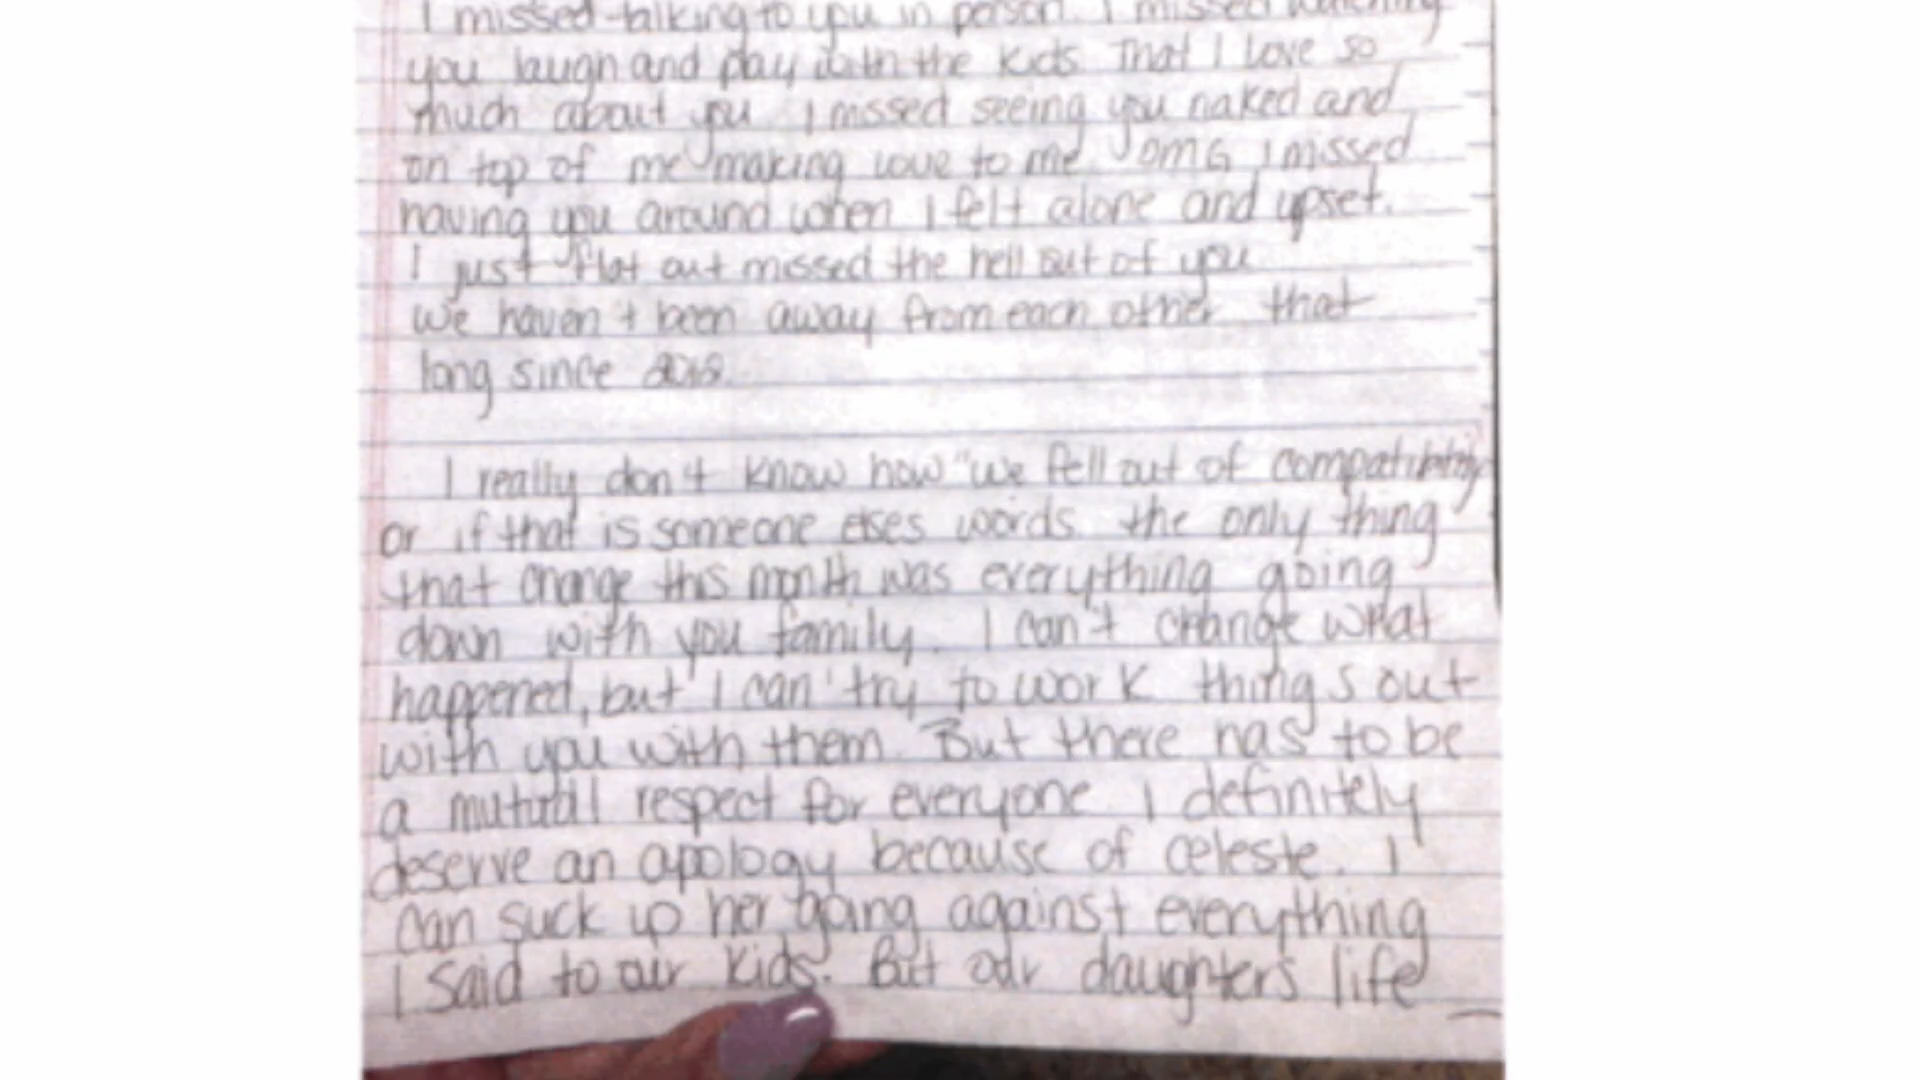 I missed talking to you in person. I missed watching
you laugh and pay with the kids. That I love so
much about you. I missed seeing you naked and
on top of me making love to me. OMG I missed
having you around when I felt alone and upset.
I just flat out missed the hell out of you
we haven't been away from each other that
long since
I really don't know how "we fell out of compatibility
or if that is someone elses words. the only thing
that change this month was everything going
down with you family. I can't change what
happened, but I can try to work things out
with you with them. But there has to be
a mutual respect for everyone. I definitely
deserve an apology because of celeste. I
can suck up her going against everything
I said to our kids. But our daughters life